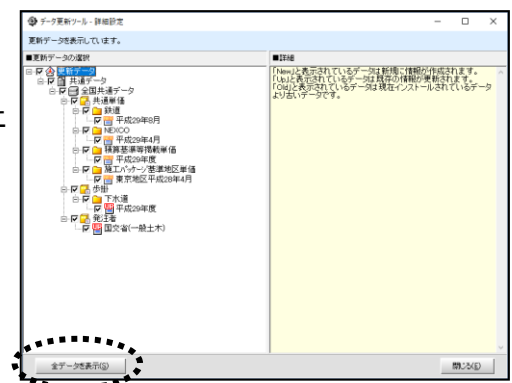 データ更新ツール - 詳細設定
更新データを表示しています。
■更新データの選択
更新データ
共通データ
全国共通データ
共通単価
鉄道
平成29年8月
NEXCO
平成29年4月
積算基準等掲載単価
平成29年度
施工パッケージ基準地区単価
東京地区平成28年4月
歩掛
下水道
平成29年度
発注者
国交省(一般土木)
■詳細
「New」と表示されているデータは新規に情報が作成されます。
「Up」と表示されているデータは既存の情報が更新されます。
「Old」と表示されているデータは現在インストールされているデータ
より古いデータです。
全データを表示(G)
閉じる(E)